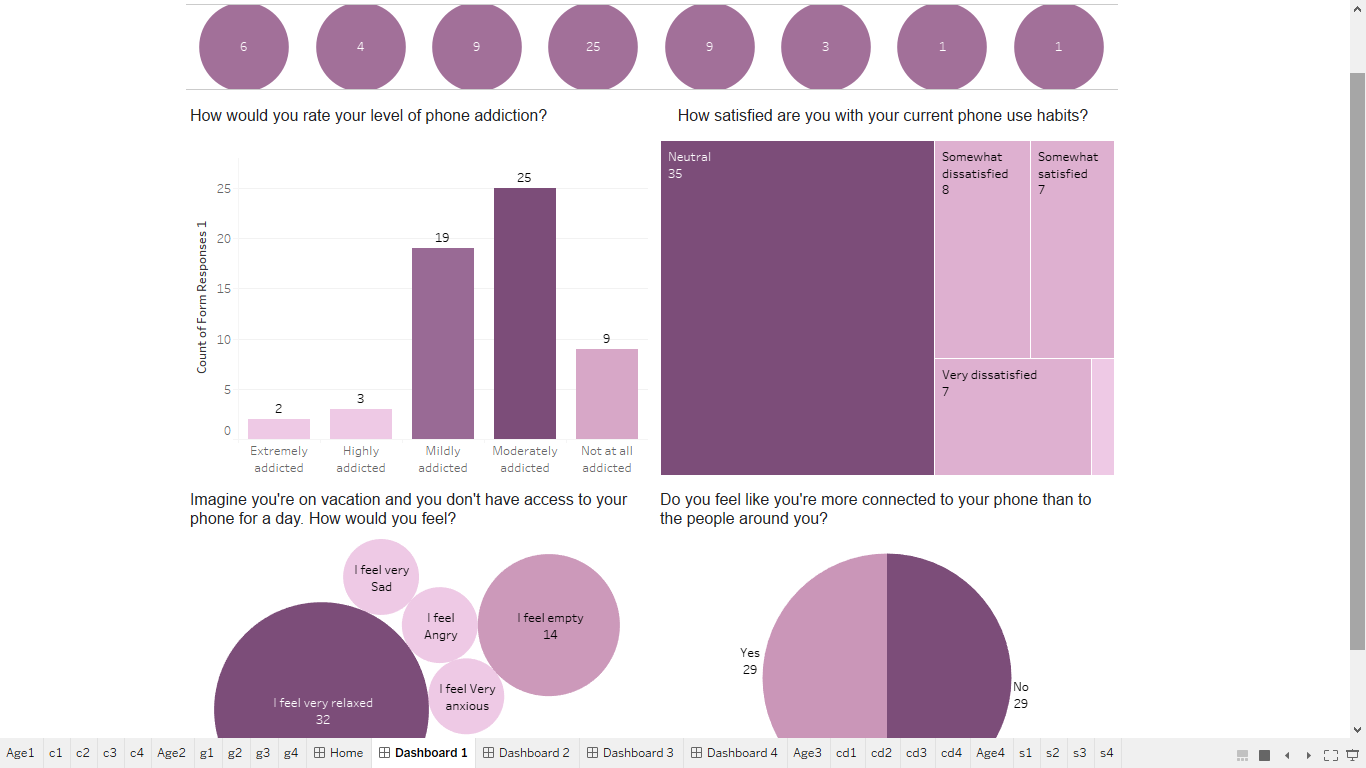 6 4 9 25 9 3 1 1
How would you rate your level of phone addiction?
How satisfied are you with your current phone use habits?
Count of Form Responses 1
25
20
15
10
5
0
2
3
19
25
9
Extremely
addicted
Highly
addicted
Mildly
addicted
Moderately
addicted
Not at all
addicted
Neutral
35
Somewhat
dissatisfied
8
Somewhat
satisfied
7
Very dissatisfied
7
Imagine you're on vacation and you don't have access to your
phone for a day. How would you feel?
I feel very
Sad
I feel
Angry
I feel empty
14
I feel Very
anxious
I feel very relaxed
32
Do you feel like you're more connected to your phone than to
the people around you?
Yes
29
No
29
Age1 c1 c2 c3 c4 Age2 g1 g2 g3 g4 Home Dashboard 1 Dashboard 2 Dashboard 3 Dashboard 4 Age3 cd1 cd2 cd3 cd4 Age4 s1 s2 s3 s4